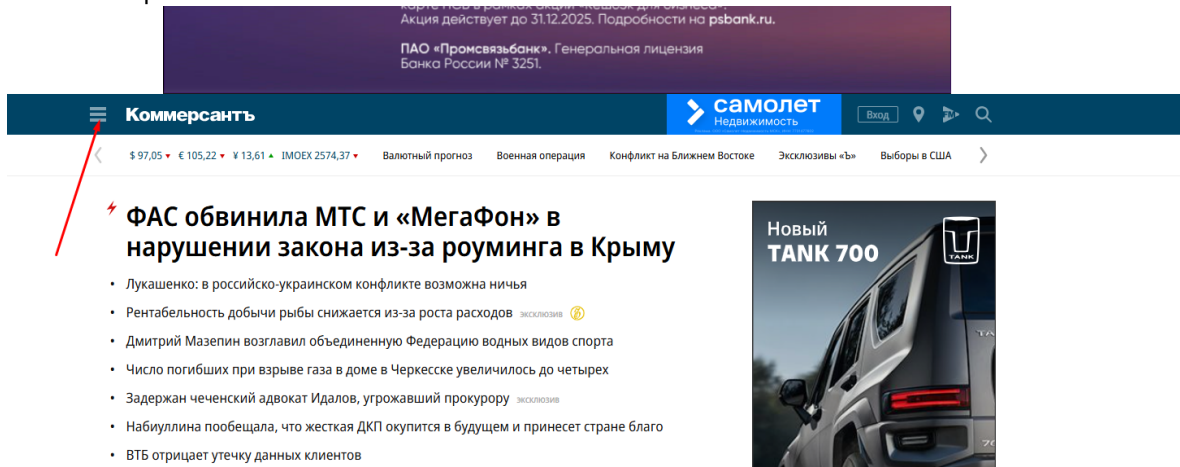 карте ПСБ в рамках акции «Кешбэк для бизнеса».
Акция действует до 31.12.2025. Подробности на psbank.ru.
ПАО «Промсвязьбанк». Генеральная лицензия
Банка России № 3251.
Коммерсантъ
самолет
Недвижимость
Вход
$ 97,05 ▼ € 105,22 ▼ ¥ 13,61 ▲ IMOEX 2574,37 ▼ Валютный прогноз Военная операция Конфликт на Ближнем Востоке Эксклюзивы «Ъ» Выборы в США
ФАС обвинила МТС и «МегаФон» в
нарушении закона из-за роуминга в Крыму
• Лукашенко: в российско-украинском конфликте возможна ничья
• Рентабельность добычи рыбы снижается из-за роста расходов эксклюзив
• Дмитрий Мазепин возглавил объединенную Федерацию водных видов спорта
• Число погибших при взрыве газа в доме в Черкесске увеличилось до четырех
• Задержан чеченский адвокат Идалов, угрожавший прокурору эксклюзив
• Набиуллина пообещала, что жесткая ДКП окупится в будущем и принесет стране благо
• ВТБ отрицает утечку данных клиентов
Новый
TANK 700
TANK